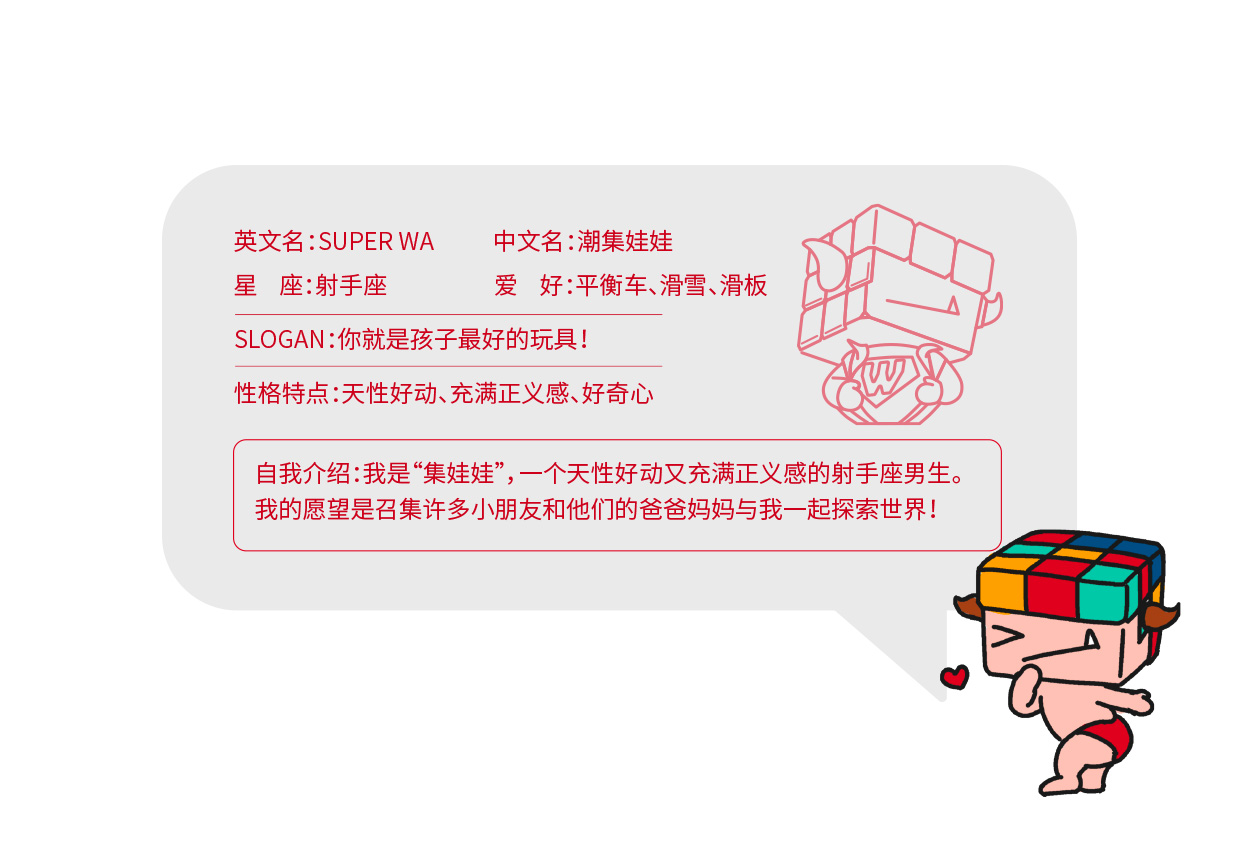 英文名：SUPER WA 中文名：潮集娃娃
星 座：射手座 爱 好：平衡车、滑雪、滑板
SLOGAN：你就是孩子最好的玩具！
性格特点：天性好动、充满正义感、好奇心
W
自我介绍：我是“集娃娃”，一个天性好动又充满正义感的射手座男生。
我的愿望是召集许多小朋友和他们的爸爸妈妈与我一起探索世界！